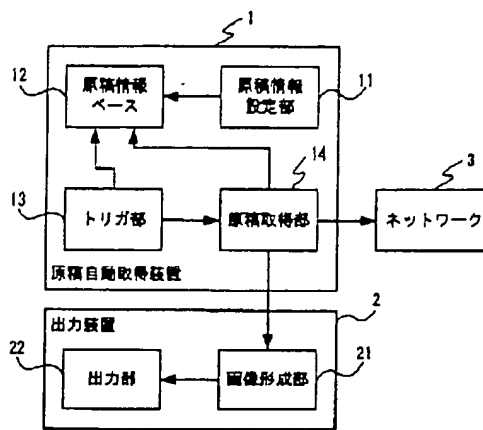 1
12
原稿情報
ベース
原稿情報
設定部
11
14
3
13
トリガ部
原稿取得部
ネットワーク
原稿自動取得装置
出力装置
2
22
出力部
画像形成部
21